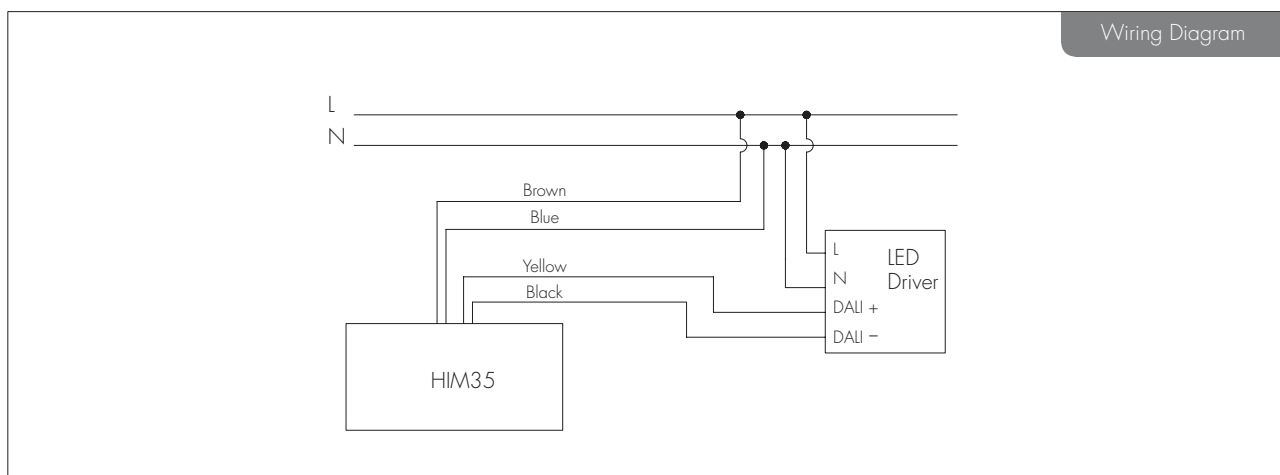 Wiring Diagram
L
N
Brown
Blue
Yellow
Black
HIM35
L
N
DALI +
DALI −
LED
Driver